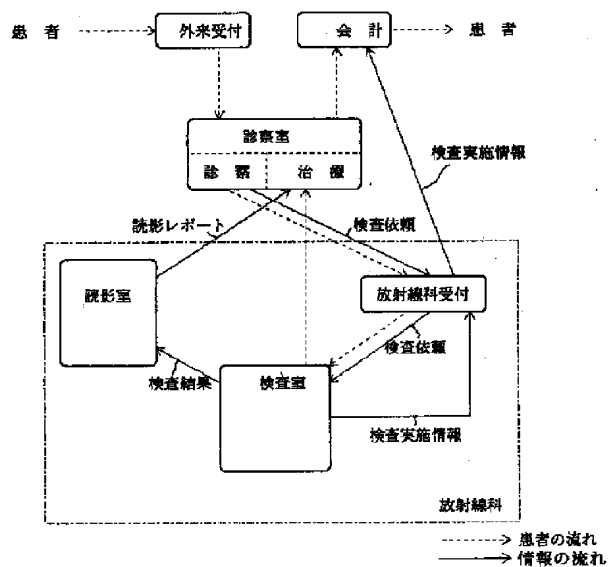 患者 外来受付 会計 患者
診察室
診察 治療
検査実施情報
読影レポート 検査依頼
読影室 放射線科受付
検査依頼
検査結果 検査室
検査実施情報
放射線科
患者の流れ
情報の流れ